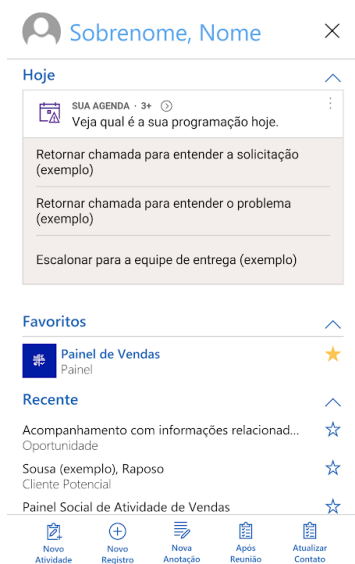 Sobrenome, Nome
Hoje
SUA AGENDA · 3+
Veja qual é a sua programação hoje.
Retornar chamada para entender a solicitação
(exemplo)
Retornar chamada para entender o problema
(exemplo)
Escalonar para a equipe de entrega (exemplo)
Favoritos
Painel de Vendas
Painel
Recente
Acompanhamento com informações relacionad...
Oportunidade
Sousa (exemplo), Raposo
Cliente Potencial
Painel Social de Atividade de Vendas
Novo
Atividade
Novo
Registro
Nova
Anotação
Após
Reunião
Atualizar
Contato